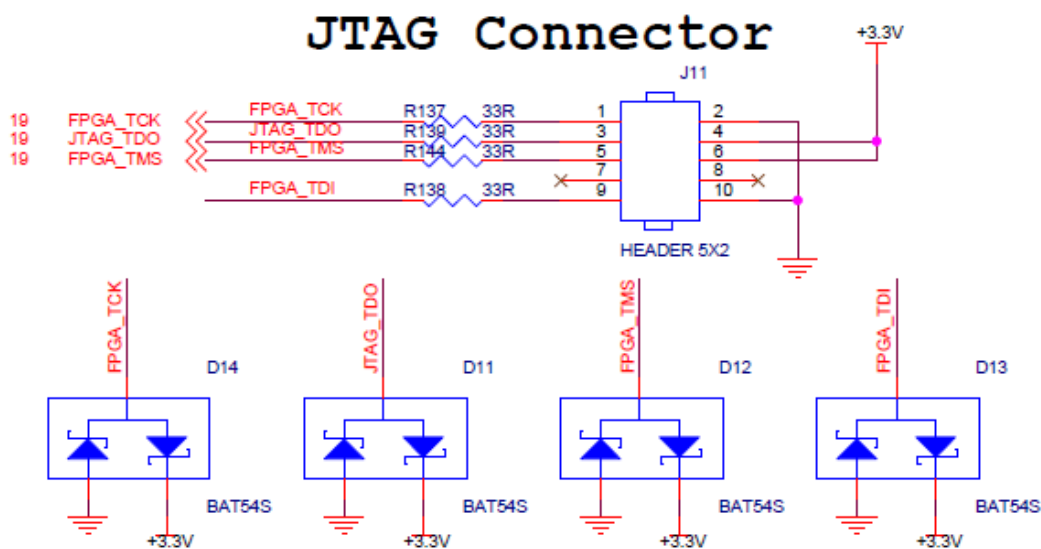 JTAG Connector
+3.3V
J11
19 FPGA_TCK FPGA_TCK R137 33R 1 2
19 JTAG_TDO JTAG_TDO R139 33R 3 4
19 FPGA_TMS FPGA_TMS R144 33R 5 6
7 8
FPGA_TDI R138 33R 9 10
HEADER 5X2
FPGA_TCK JTAG_TDO FPGA_TMS FPGA_TDI
D14 D11 D12 D13
BAT54S BAT54S BAT54S BAT54S
+3.3V +3.3V +3.3V +3.3V